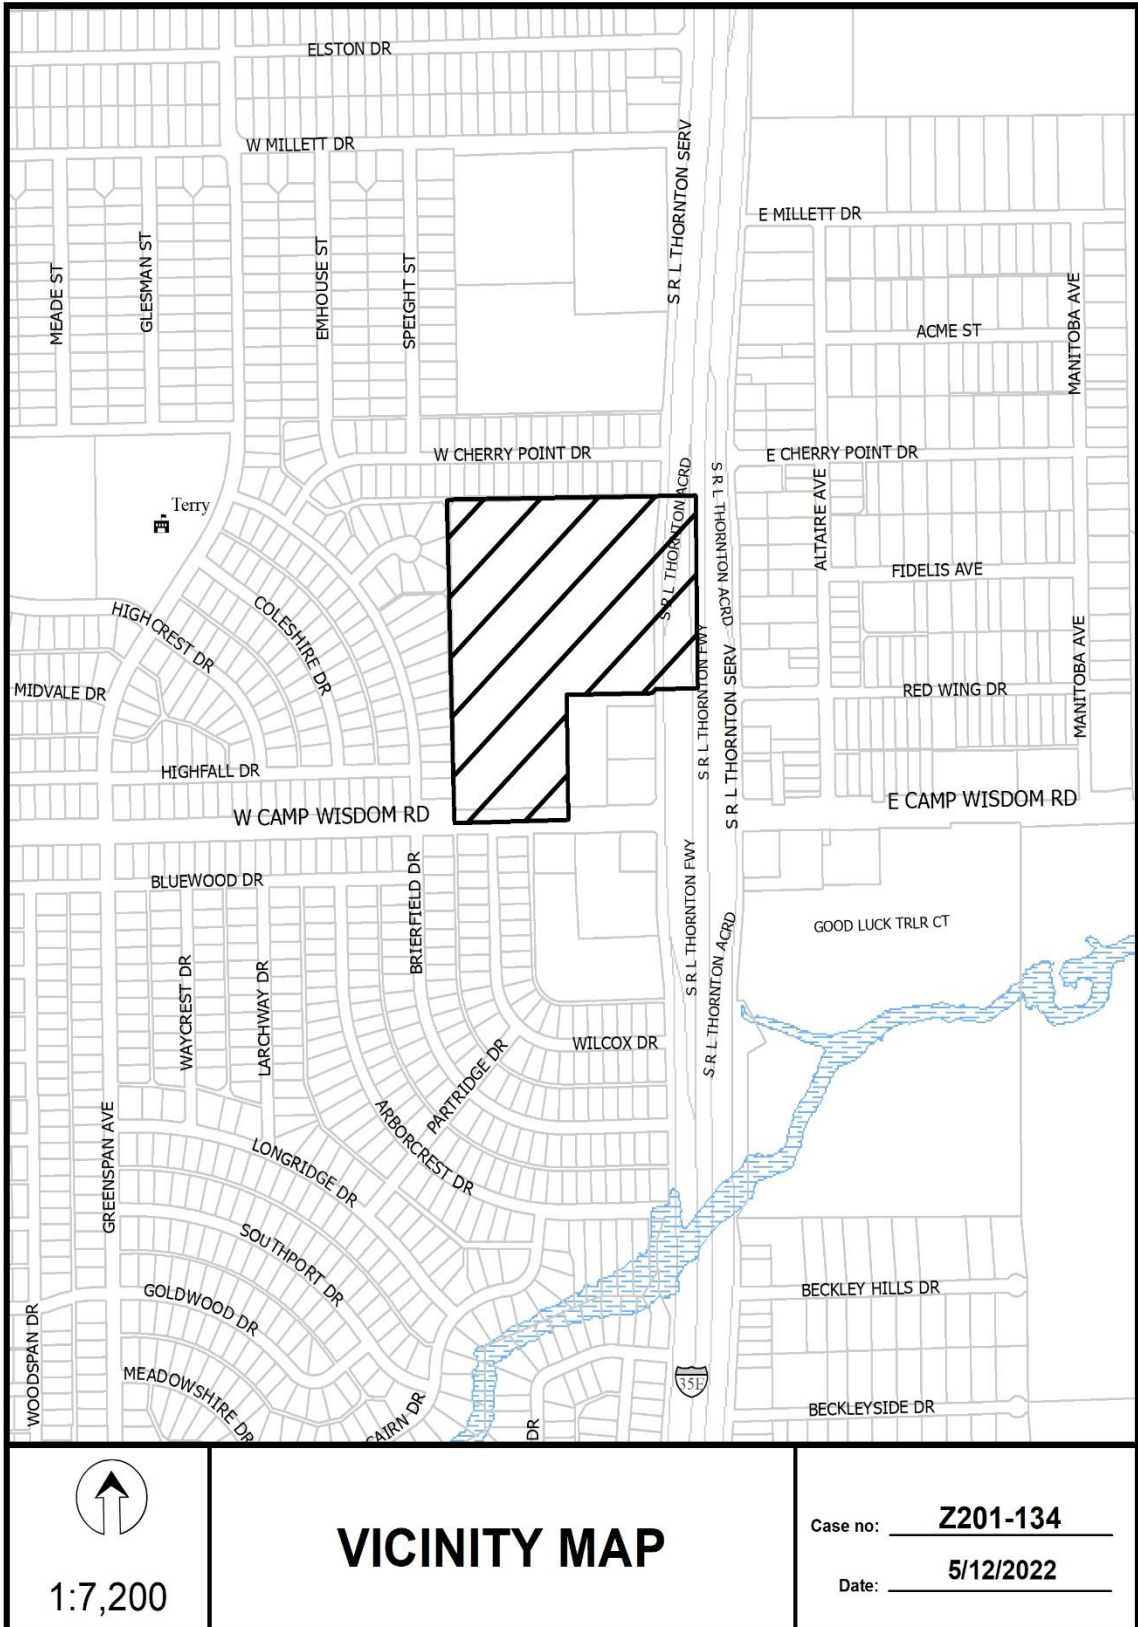 ELSTON DR
W MILLETT DR
S R L THORNTON SERV
E MILLETT DR
MEADE ST
GLESMAN ST
EMHOUSE ST
SPEIGHT ST
ACME ST
MANITOBA AVE
W CHERRY POINT DR
E CHERRY POINT DR
Terry
S R L THORNTON ACRD
S R L THORNTON ACRD
ALTAIRE AVE
FIDELIS AVE
HIGHCREST DR
COLESHIRE DR
MIDVALE DR
S R L THORNTON FWY
S R L THORNTON SERV
RED WING DR
MANITOBA AVE
HIGHFALL DR
W CAMP WISDOM RD
E CAMP WISDOM RD
BLUEWOOD DR
BRIERFIELD DR
S R L THORNTON FWY
S R L THORNTON ACRD
GOOD LUCK TRLR CT
WAYCREST DR
LARCHWAY DR
WILCOX DR
PARTRIDGE DR
ARBORCREST DR
GREENSPAN AVE
LONGRIDGE DR
SOUTHPORT DR
GOLDWOOD DR
BECKLEY HILLS DR
WOODSPAN DR
MEADOWSHIRE DR
CAIRN DR
DR
35E
BECKLEYSIDE DR
1:7,200
VICINITY MAP
Case no: Z201-134
Date: 5/12/2022